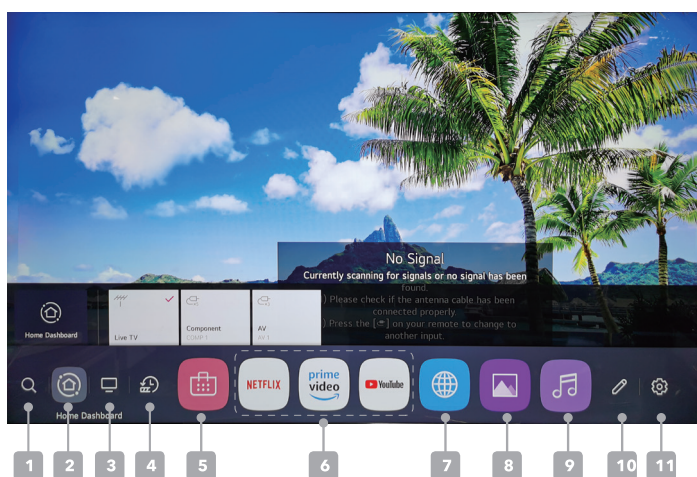 No Signal
Currently scanning for signals or no signal has been
found.
) Please check if the antenna cable has been
connected properly.
) Press the [ ] on your remote to change to
another input.
Home Dashboard
Live TV
Component
COMP 1
AV
AV 1
NETFLIX
prime
video
YouTube
Home Dashboard
1
2
3
4
5
6
7
8
9
10
11